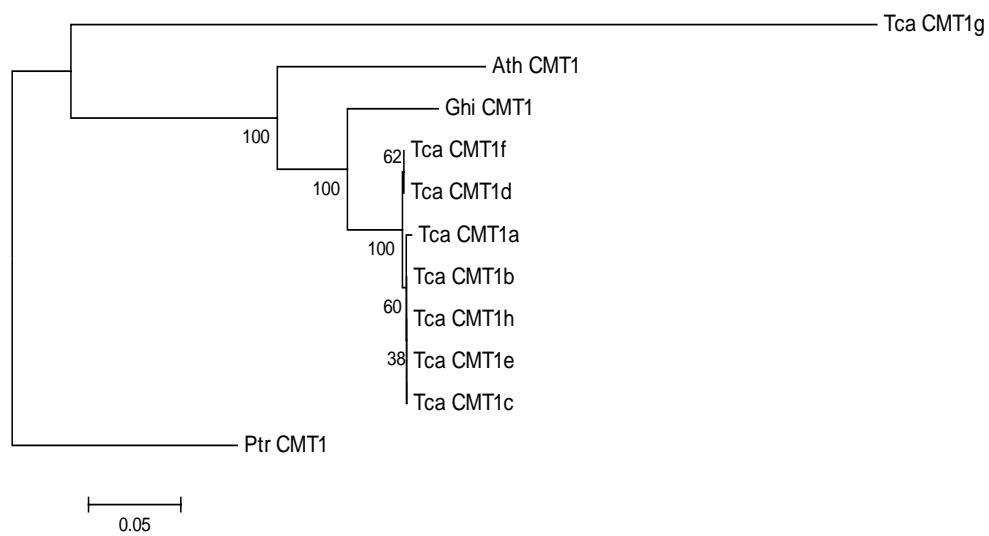 Tca CMT1g
Ath CMT1
100
Ghi CMT1
100
62
Tca CMT1f
Tca CMT1d
100
Tca CMT1a
Tca CMT1b
60
Tca CMT1h
38
Tca CMT1e
Tca CMT1c
Ptr CMT1
0.05